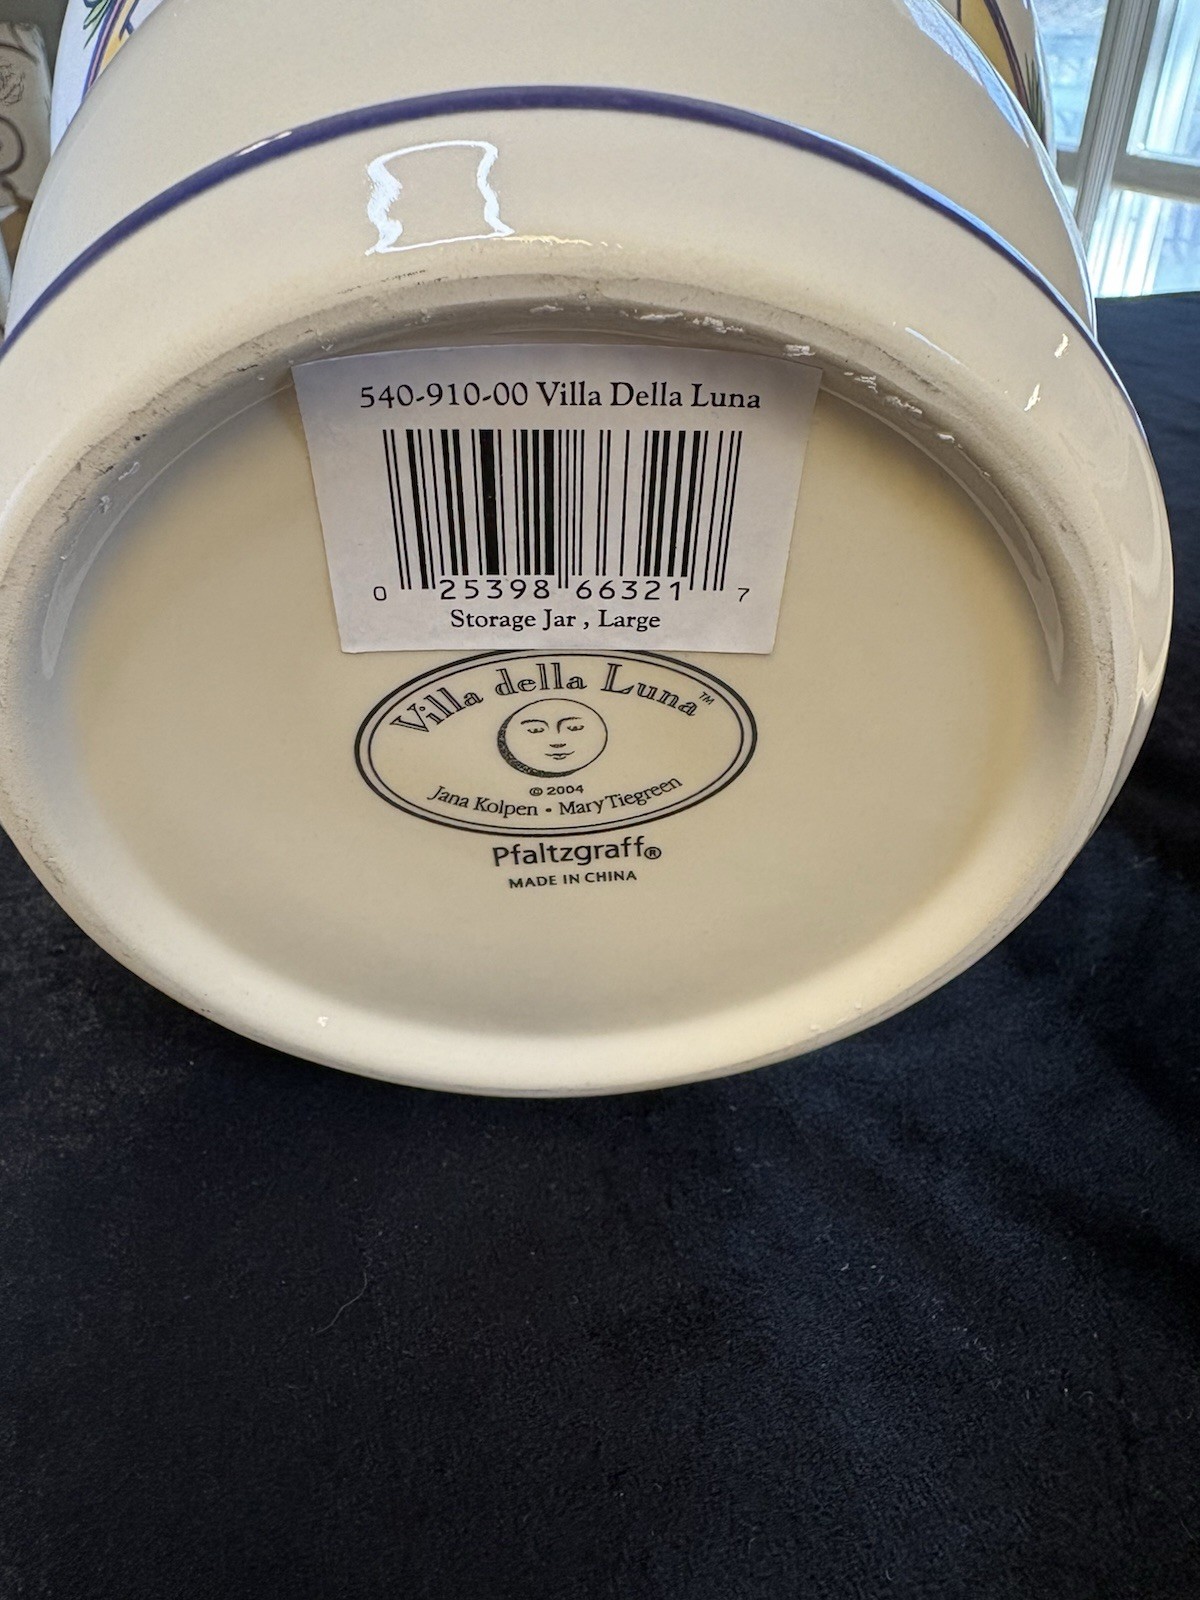 540-910-00 Villa Della Luna
0 25398 66321 7
Storage Jar , Large
Villa della Luna™
© 2004
Jana Kolpen • Mary Tiegreen
Pfaltzgraff®
MADE IN CHINA